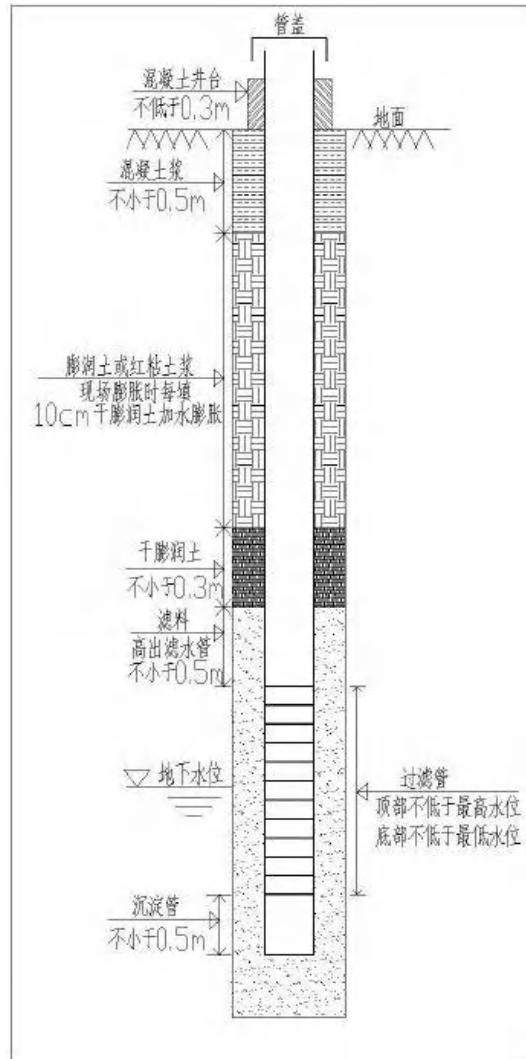 管盖
混凝土井台
不低于0.3m
地面
混凝土浆
不小于0.5m
膨润土或红粘土浆
现场膨胀时每填
10cm干膨润土加水膨胀
干膨润土
不小于0.3m
滤料
高出滤水管
不小于0.5m
地下水位
过滤管
顶部不低于最高水位
底部不低于最低水位
沉淀管
不小于0.5m